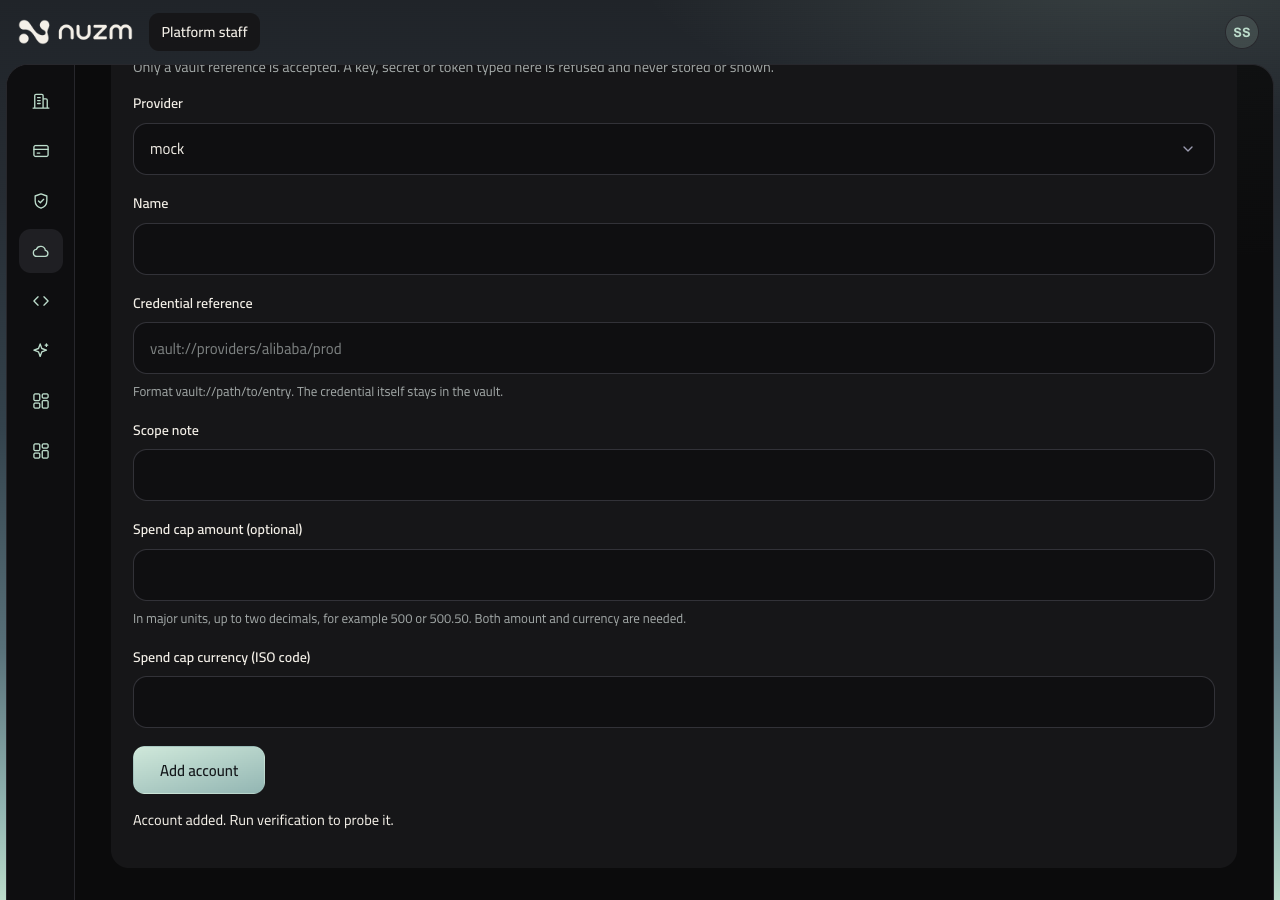 nuzm
Platform staff
SS
Only a vault reference is accepted. A key, secret or token typed here is refused and never stored or shown.
Provider
mock
Name
Credential reference
vault://providers/alibaba/prod
Format vault://path/to/entry. The credential itself stays in the vault.
Scope note
Spend cap amount (optional)
In major units, up to two decimals, for example 500 or 500.50. Both amount and currency are needed.
Spend cap currency (ISO code)
Add account
Account added. Run verification to probe it.